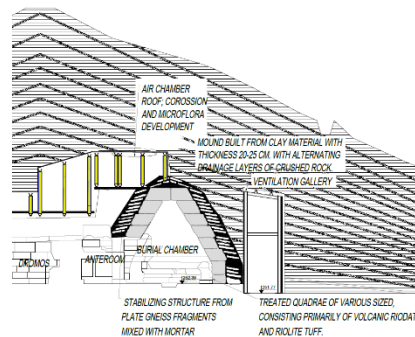 AIR CHAMBER
ROOF, COROSSION
AND MICROFLORA
DEVELOPMENT
MOUND BUILT FROM CLAY MATERIAL WITH
THICKNESS 20-25 CM. WITH ALTERNATING
DRAINAGE LAYERS OF CRUSHED ROCK.
VENTILATION GALLERY
BURIAL CHAMBER
ANTEROOM
DROMOS
STABILIZING STRUCTURE FROM
PLATE GNEISS FRAGMENTS
MIXED WITH MORTAR
TREATED QUADRAE OF VARIOUS SIZED,
CONSISTING PRIMARILY OF VOLCANIC RIODAT
AND RIOLITE TUFF.